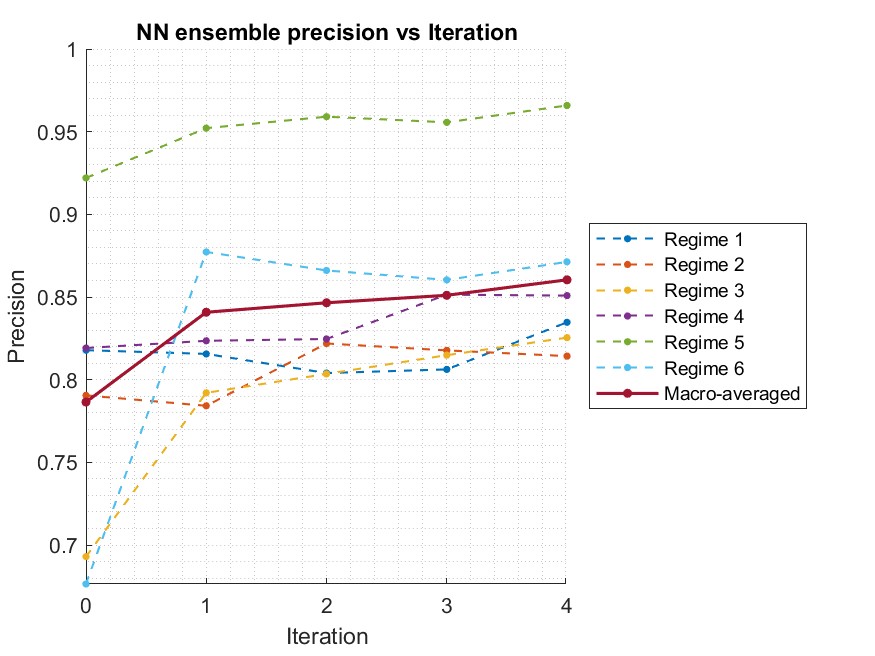 NN ensemble precision vs Iteration
1
0.95
0.9
0.85
0.8
0.75
0.7
Precision
0
1
2
3
4
Iteration
Regime 1
Regime 2
Regime 3
Regime 4
Regime 5
Regime 6
Macro-averaged